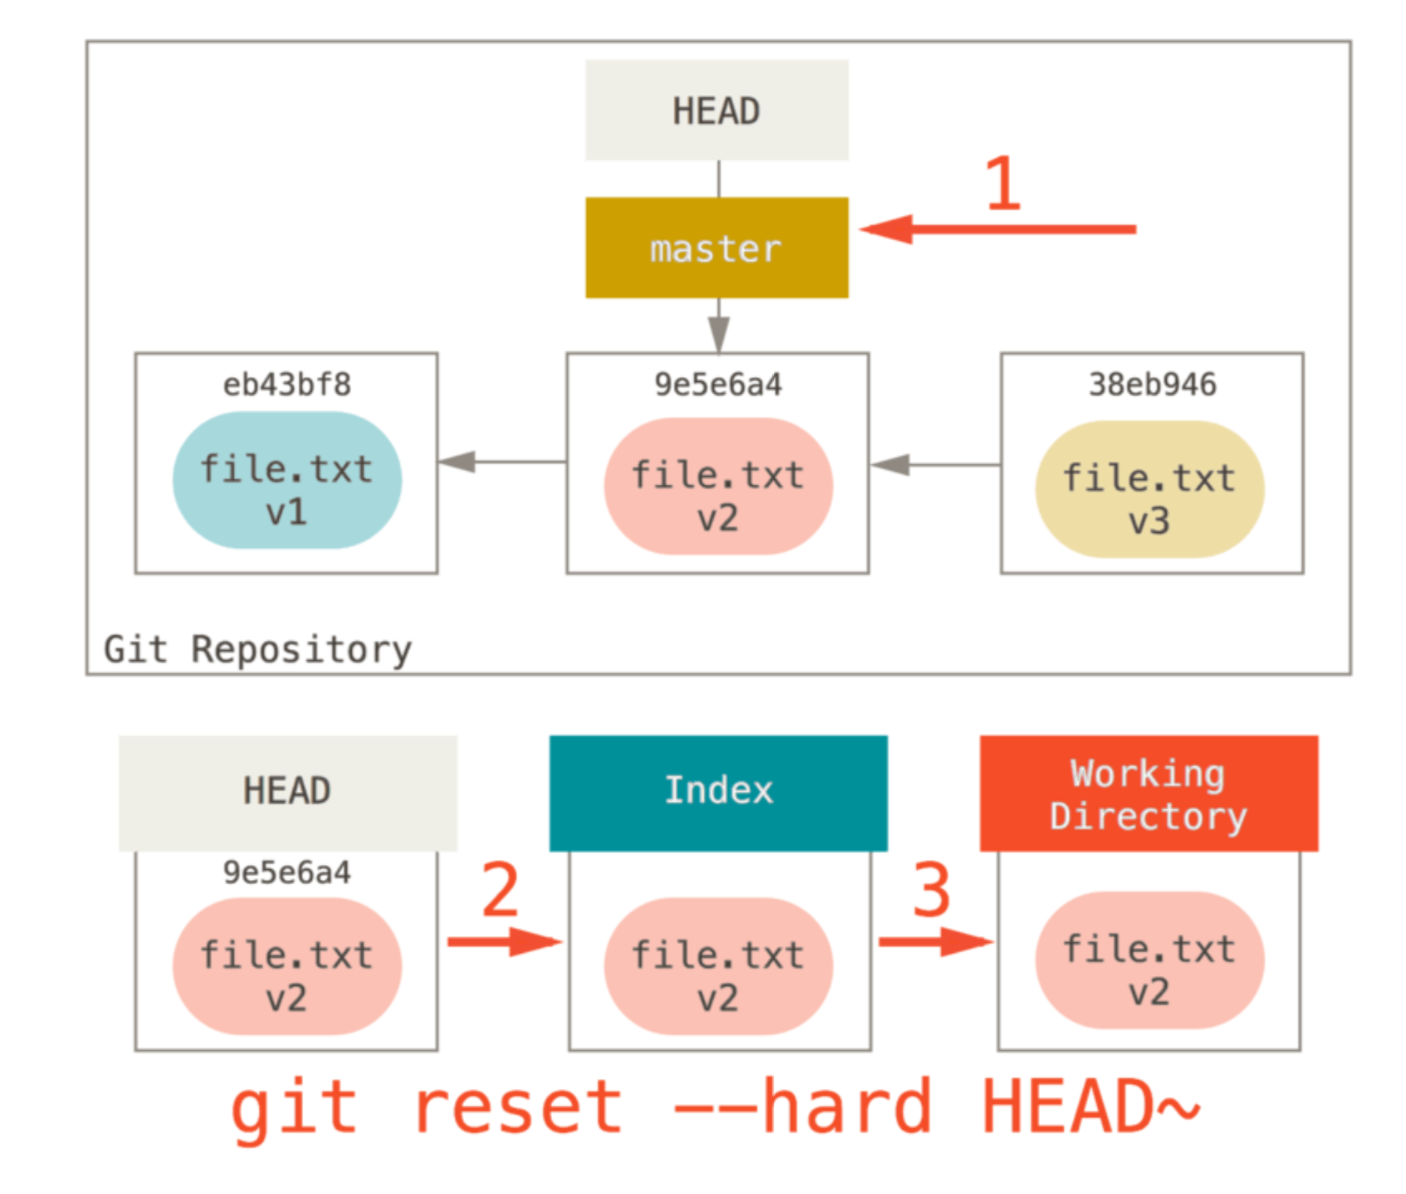 HEAD
1
master
eb43bf8
file.txt
v1
9e5e6a4
file.txt
v2
38eb946
file.txt
v3
Git Repository
HEAD
Index
Working
Directory
9e5e6a4
file.txt
v2
2
file.txt
v2
3
file.txt
v2
git reset --hard HEAD~